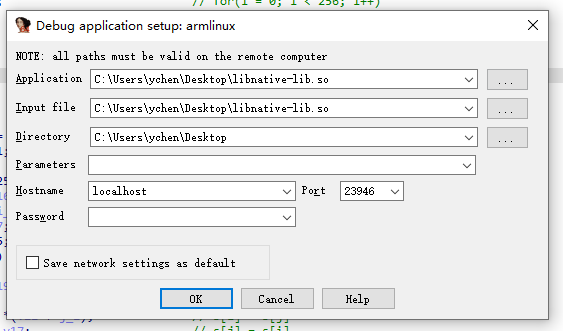 // for(i = 0; i < 256; i++)
Debug application setup: armlinux
NOTE: all paths must be valid on the remote computer
Application C:\Users\ychen\Desktop\libnative-lib.so ...
Input file C:\Users\ychen\Desktop\libnative-lib.so ...
Directory C:\Users\ychen\Desktop ...
Parameters
Hostname localhost Port 23946
Password
Save network settings as default
OK Cancel Help